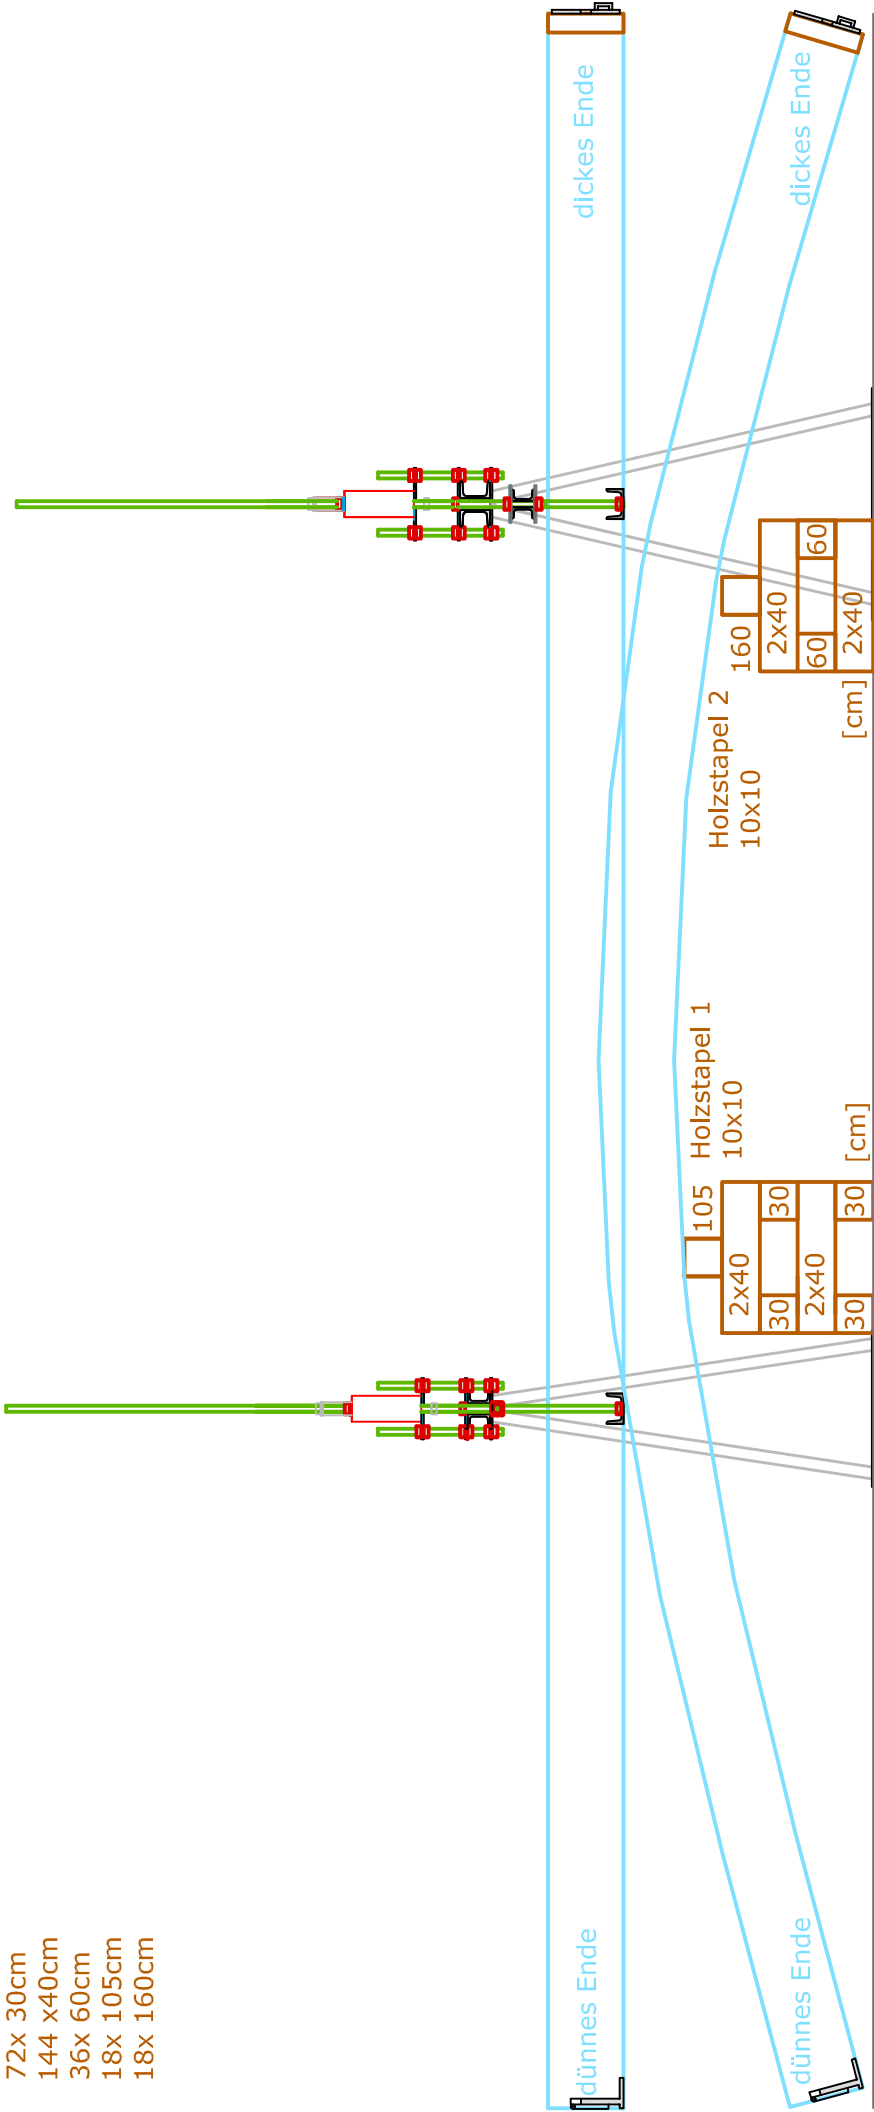 72x 30cm
144 x40cm
36x 60cm
18x 105cm
18x 160cm
dünnes Ende
dickes Ende
dünnes Ende
dickes Ende
Holzstapel 1
10x10
105
2x40
30
30
2x40
30
30
[cm]
Holzstapel 2
10x10
160
2x40
60
60
2x40
[cm]